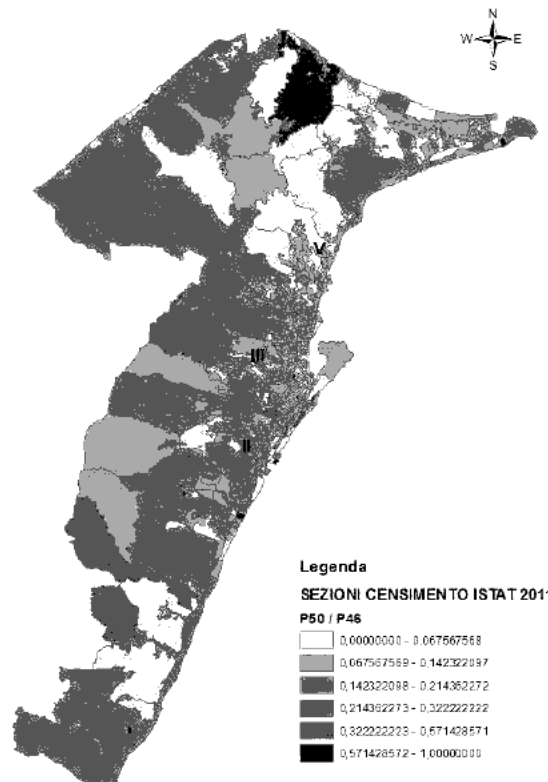 N
W E
S
I
V
III
II
Legenda
SEZIONI CENSIMENTO ISTAT 2011
P50 / P46
0,00000000 - 0,067567568
0,067567569 - 0,142322097
0,142322098 - 0,214352272
0,214362273 - 0,322222222
0,322222223 - 0,571428571
0,571428572 - 1,00000000